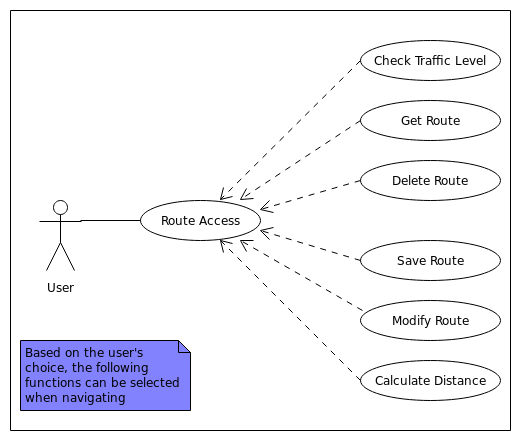 Check Traffic Level
Get Route
Delete Route
Route Access
Save Route
User
Modify Route
Based on the user's
choice, the following
functions can be selected
when navigating
Calculate Distance